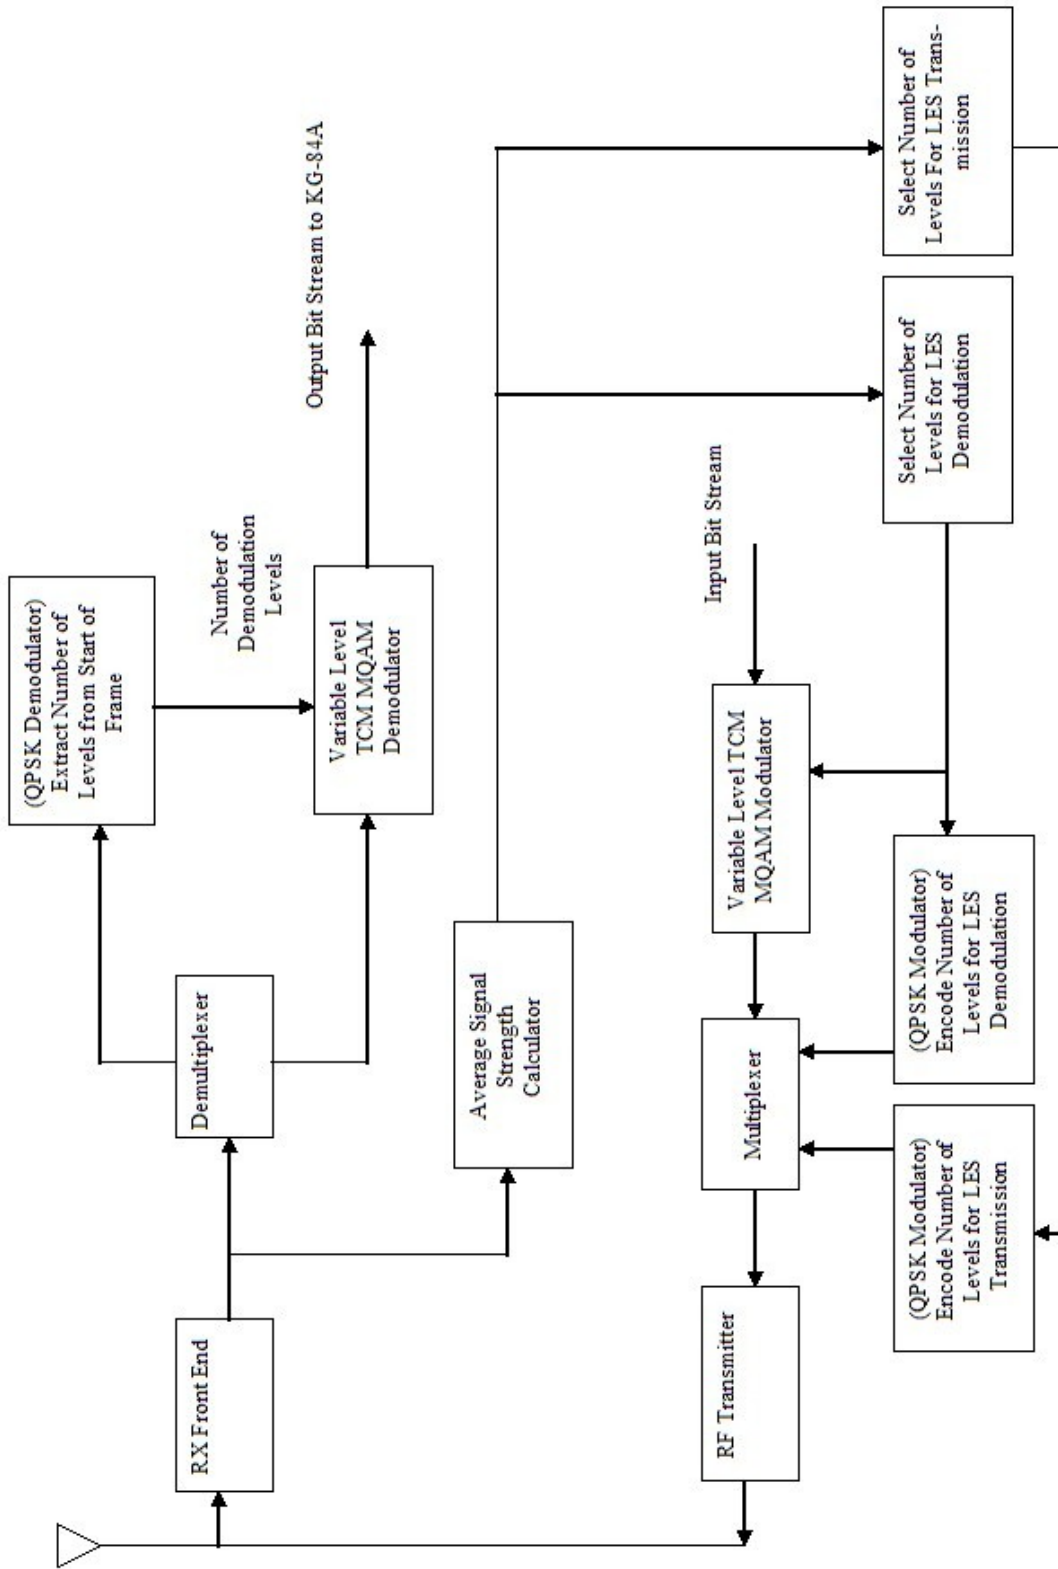 (QPSK Demodulator)
Extract Number of
Levels from Start of
Frame
Number of
Demodulation
Levels
Output Bit Stream to KG-84A
RX Front End
Demultiplexer
Variable Level
TCM MQAM
Demodulator
Average Signal
Strength
Calculator
RF Transmitter
Multiplexer
Variable Level TCM
MQAM Modulator
Input Bit Stream
(QPSK Modulator)
Encode Number of
Levels for LES
Transmission
(QPSK Modulator)
Encode Number of
Levels for LES
Demodulation
Select Number of
Levels for LES
Demodulation
Select Number of
Levels For LES Trans-
mission